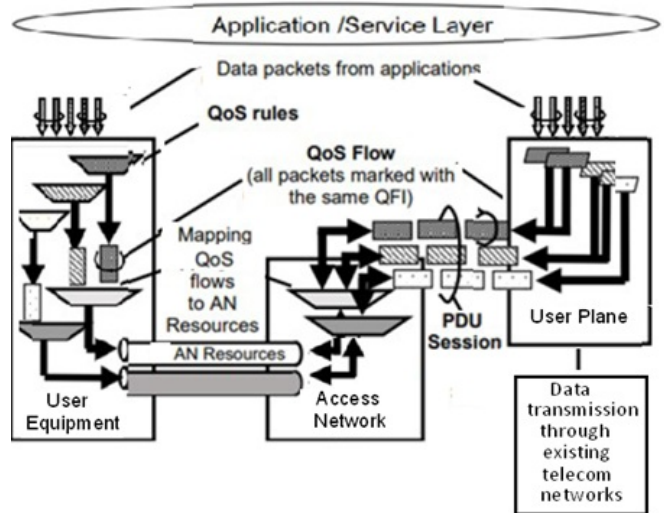 Application /Service Layer
Data packets from applications
QoS rules
QoS Flow
(all packets marked with
the same QFI)
Mapping
QoS
flows
to AN
Resources
PDU
Session
User Plane
AN Resources
User
Equipment
Access
Network
Data
transmission
through
existing
telecom
networks